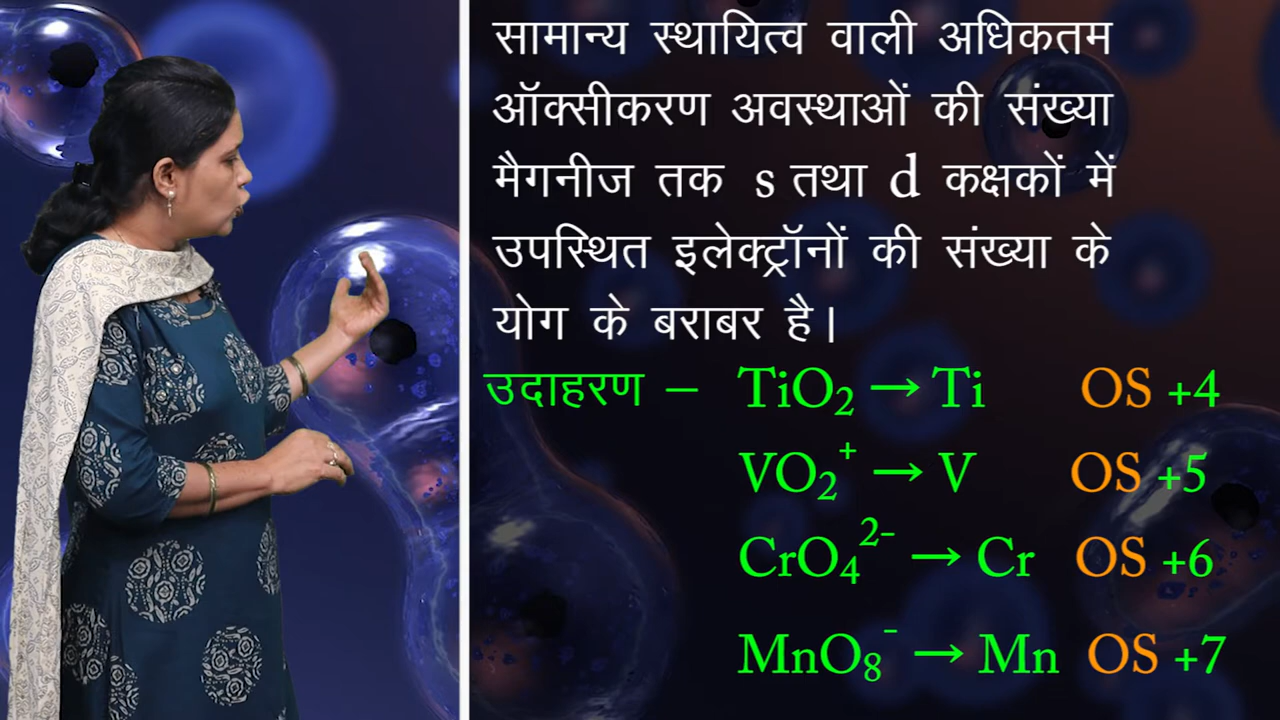 सामान्य स्थायित्व वाली अधिकतम
ऑक्सीकरण अवस्थाओं की संख्या
मैगनीज तक s तथा d कक्षकों में
उपस्थित इलेक्ट्रॉनों की संख्या के
योग के बराबर है।
उदाहरण – TiO₂ → Ti OS +4
VO₂⁺ → V OS +5
CrO₄²⁻ → Cr OS +6
MnO₈⁻ → Mn OS +7